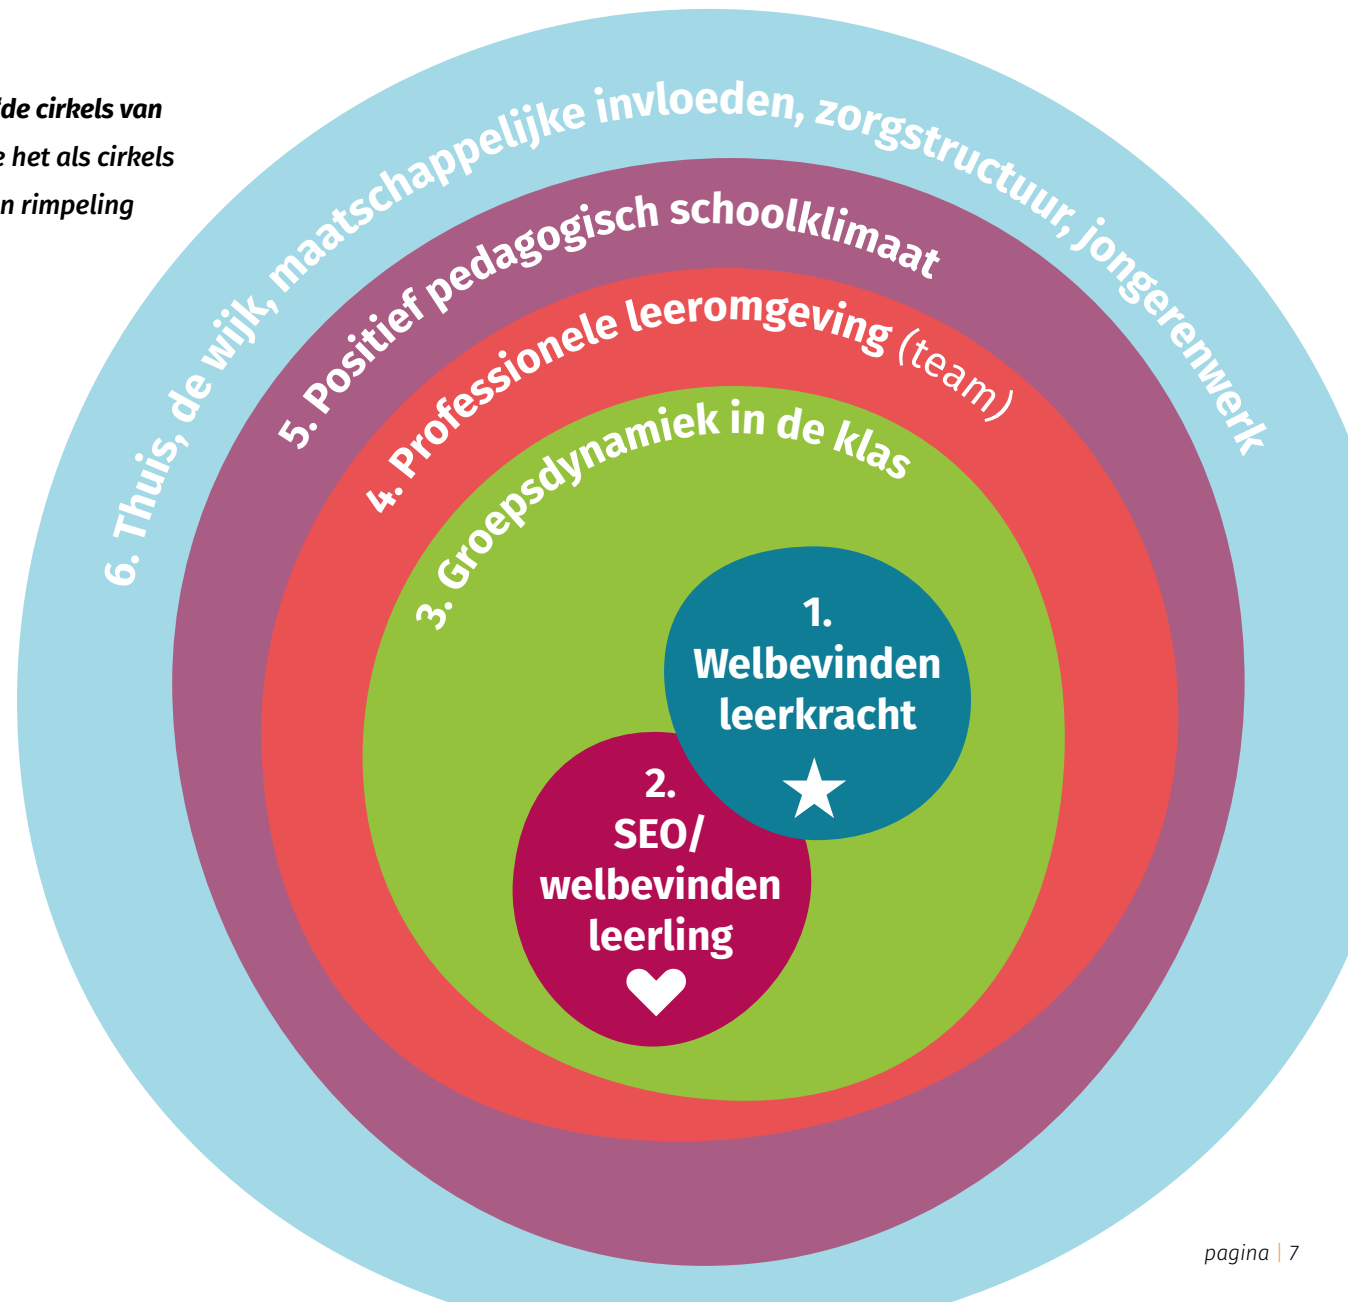 de cirkels van
het als cirkels
n rimpeling
6. Thuis, de wijk, maatschappelijke invloeden, zorgstructuur, jongerenwerk
5. Positief pedagogisch schoolklimaat
4. Professionele leeromgeving (team)
3. Groepsdynamiek in de klas
1.
Welbevinden
leerkracht
2.
SEO/
welbevinden
leerling
pagina | 7